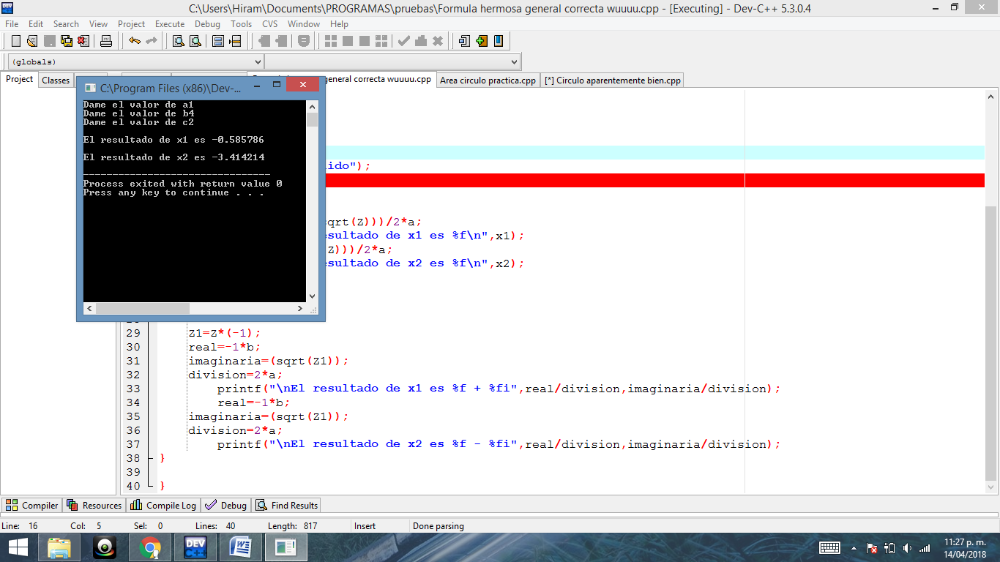 C:\Users\Hiram\Documents\PROGRAMAS\pruebas\Formula hermosa general correcta wuuuu.cpp - [Executing] - Dev-C++ 5.3.0.4
File Edit Search View Project Execute Debug Tools CVS Window Help
(globals)
Project Classes general correcta wuuuu.cpp Area circulo practica.cpp [*] Circulo aparentemente bien.cpp
C:\Program Files (x86)\Dev-...
Dame el valor de a1
Dame el valor de b4
Dame el valor de c2
El resultado de x1 es -0.585786
El resultado de x2 es -3.414214
--------------------------------
Process exited with return value 0
Press any key to continue . . .
ido");
qrt(Z)))/2*a;
esultado de x1 es %f\n",x1);
Z)))/2*a;
esultado de x2 es %f\n",x2);
29 Z1=Z*(-1);
30 real=-1*b;
31 imaginaria=(sqrt(Z1));
32 division=2*a;
33 printf("\nEl resultado de x1 es %f + %fi",real/division,imaginaria/division);
34 real=-1*b;
35 imaginaria=(sqrt(Z1));
36 division=2*a;
37 printf("\nEl resultado de x2 es %f - %fi",real/division,imaginaria/division);
38 }
39
40 }
Compiler Resources Compile Log Debug Find Results
Line: 16 Col: 5 Sel: 0 Lines: 40 Length: 817 Insert Done parsing
DEV C++
11:27 p. m.
14/04/2018